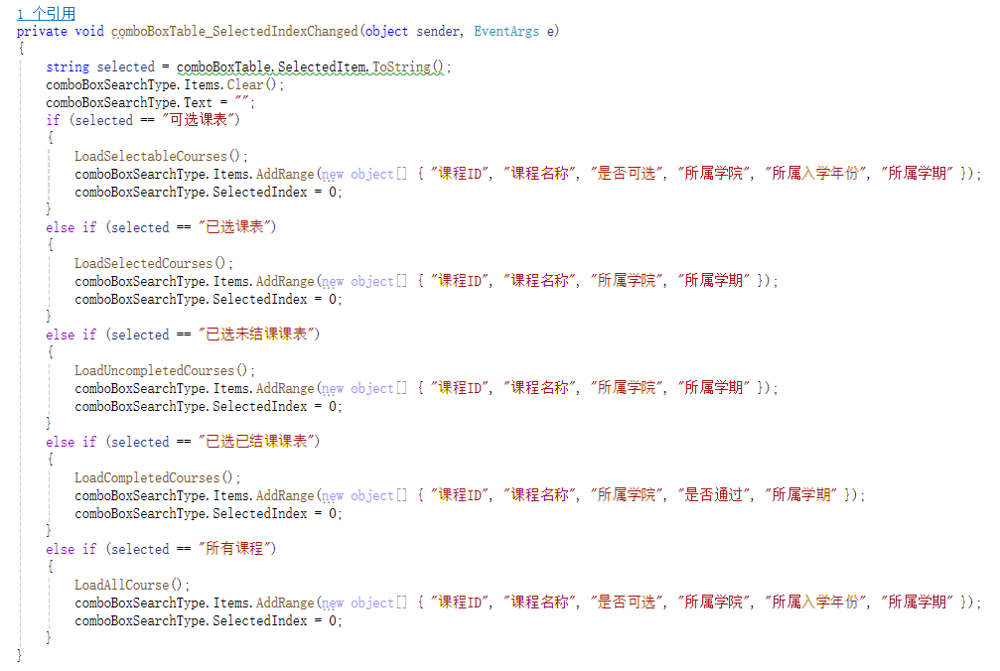 1 个引用
private void comboBoxTable_SelectedIndexChanged(object sender, EventArgs e)
{
string selected = comboBoxTable.SelectedItem.ToString();
comboBoxSearchType.Items.Clear();
comboBoxSearchType.Text = "";
if (selected == "可选课表")
{
LoadSelectableCourses();
comboBoxSearchType.Items.AddRange(new object[] { "课程ID", "课程名称", "是否可选", "所属学院", "所属入学年份", "所属学期" });
comboBoxSearchType.SelectedIndex = 0;
}
else if (selected == "已选课表")
{
LoadSelectedCourses();
comboBoxSearchType.Items.AddRange(new object[] { "课程ID", "课程名称", "所属学院", "所属学期" });
comboBoxSearchType.SelectedIndex = 0;
}
else if (selected == "已选未结课课表")
{
LoadUncompletedCourses();
comboBoxSearchType.Items.AddRange(new object[] { "课程ID", "课程名称", "所属学院", "所属学期" });
comboBoxSearchType.SelectedIndex = 0;
}
else if (selected == "已选已结课课表")
{
LoadCompletedCourses();
comboBoxSearchType.Items.AddRange(new object[] { "课程ID", "课程名称", "所属学院", "是否通过", "所属学期" });
comboBoxSearchType.SelectedIndex = 0;
}
else if (selected == "所有课程")
{
LoadAllCourse();
comboBoxSearchType.Items.AddRange(new object[] { "课程ID", "课程名称", "是否可选", "所属学院", "所属入学年份", "所属学期" });
comboBoxSearchType.SelectedIndex = 0;
}
}